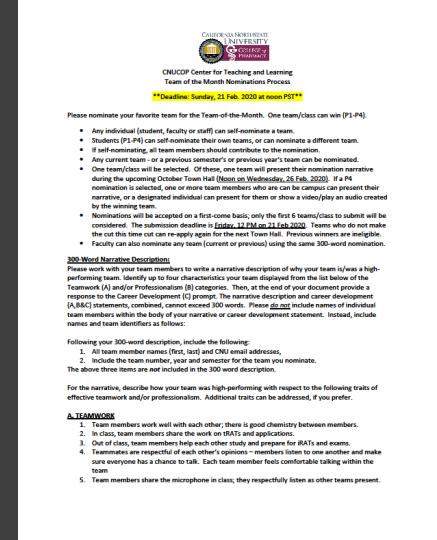 CALIFORNIA NORTHSTATE
UNIVERSITY
COLLEGE of
PHARMACY
CNUCOP Center for Teaching and Learning
Team of the Month Nominations Process
**Deadline: Sunday, 21 Feb. 2020 at noon PST**
Please nominate your favorite team for the Team-of-the-Month. One team/class can win (P1-P4).
• Any individual (student, faculty or staff) can self-nominate a team.
• Students (P1-P4) can self-nominate their own teams, or can nominate a different team.
• If self-nominating, all team members should contribute to the nomination.
• Any current team - or a previous semester's or previous year's team can be nominated.
• One team/class will be selected. Of these, one team will present their nomination narrative
during the upcoming October Town Hall (Noon on Wednesday, 26 Feb. 2020). If a P4
nomination is selected, one or more team members who are can be campus can present their
narrative, or a designated individual can present for them or show a video/play an audio created
by the winning team.
• Nominations will be accepted on a first-come basis; only the first 6 teams/class to submit will be
considered. The submission deadline is Friday, 12 PM on 21 Feb 2020. Teams who do not make
the cut this time cut can re-apply again for the next Town Hall. Previous winners are ineligible.
• Faculty can also nominate any team (current or previous) using the same 300-word nomination.
300-Word Narrative Description:
Please work with your team members to write a narrative description of why your team is/was a high-
performing team. Identify up to four characteristics your team displayed from the list below of the
Teamwork (A) and/or Professionalism (B) categories. Then, at the end of your document provide a
response to the Career Development (C) prompt. The narrative description and career development
(A,B&C) statements, combined, cannot exceed 300 words. Please do not include names of individual
team members within the body of your narrative or career development statement. Instead, include
names and team identifiers as follows:
Following your 300-word description, include the following:
1. All team member names (first, last) and CNU email addresses,
2. Include the team number, year and semester for the team you nominate.
The above three items are not included in the 300 word description.
For the narrative, describe how your team was high-performing with respect to the following traits of
effective teamwork and/or professionalism. Additional traits can be addressed, if you prefer.
A. TEAMWORK
1. Team members work well with each other; there is good chemistry between members.
2. In class, team members share the work on tRATs and applications.
3. Out of class, team members help each other study and prepare for iRATs and exams.
4. Teammates are respectful of each other's opinions – members listen to one another and make
sure everyone has a chance to talk. Each team member feels comfortable talking within the
team
5. Team members share the microphone in class; they respectfully listen as other teams present.